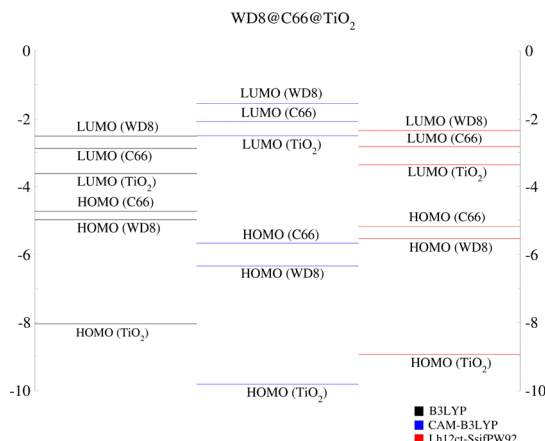 WD8@C66@TiO2
0 0
LUMO (WD8)
LUMO (C66)
-2 LUMO (WD8) LUMO (WD8) -2
LUMO (C66)
LUMO (C66) LUMO (TiO2)
LUMO (TiO2) LUMO (TiO2)
-4 -4
HOMO (C66) HOMO (C66)
HOMO (WD8) HOMO (C66) HOMO (WD8)
-6 HOMO (WD8) -6
-8 HOMO (TiO2) -8
HOMO (TiO2)
-10 HOMO (TiO2) -10
B3LYP
CAM-B3LYP
Lh12ct-SsifPW92